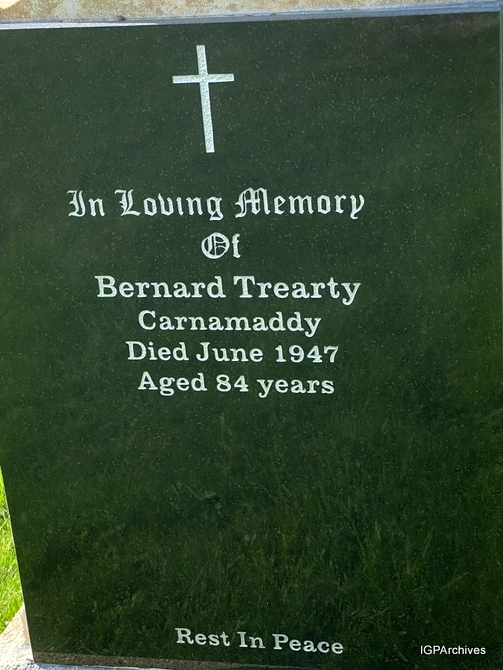 In Loving Memory
Of
Bernard Trearty
Carnamaddy
Died June 1947
Aged 84 years
Rest In Peace
IGPArchives